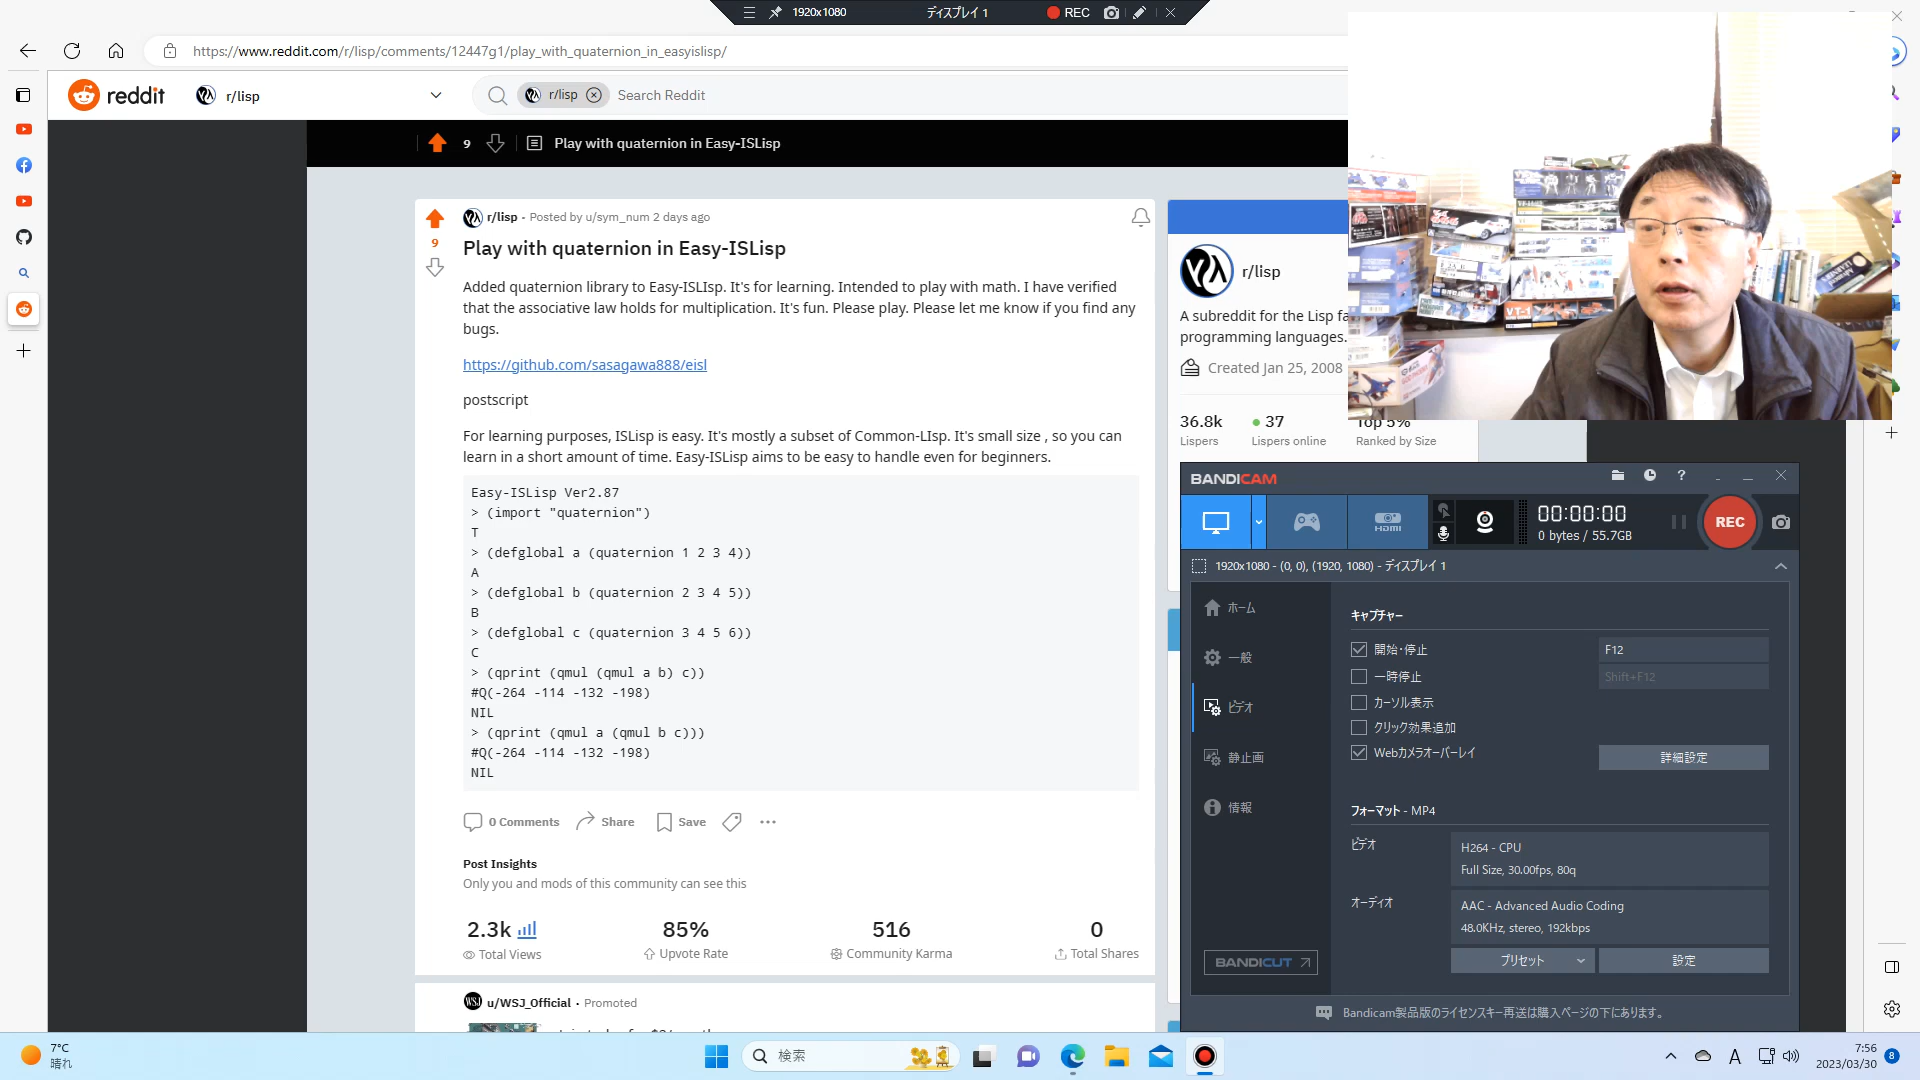 1920x1080
ディスプレイ 1
REC
https://www.reddit.com/r/lisp/comments/12447g1/play_with_quaternion_in_easyislisp/
reddit
r/lisp
r/lisp
Search Reddit
9
Play with quaternion in Easy-ISLisp
r/lisp · Posted by u/sym_num 2 days ago
9
Play with quaternion in Easy-ISLisp
Added quaternion library to Easy-ISLIsp. It's for learning. Intended to play with math. I have verified
that the associative law holds for multiplication. It's fun. Please play. Please let me know if you find any
bugs.
https://github.com/sasagawa888/eisl
postscript
For learning purposes, ISLisp is easy. It's mostly a subset of Common-LIsp. It's small size , so you can
learn in a short amount of time. Easy-ISLisp aims to be easy to handle even for beginners.
Easy-ISLisp Ver2.87
> (import "quaternion")
T
> (defglobal a (quaternion 1 2 3 4))
A
> (defglobal b (quaternion 2 3 4 5))
B
> (defglobal c (quaternion 3 4 5 6))
C
> (qprint (qmul (qmul a b) c))
#Q(-264 -114 -132 -198)
NIL
> (qprint (qmul a (qmul b c)))
#Q(-264 -114 -132 -198)
NIL
0 Comments
Share
Save
Post Insights
Only you and mods of this community can see this
2.3k
Total Views
85%
Upvote Rate
516
Community Karma
0
Total Shares
WSJ
u/WSJ_Official · Promoted
r/lisp
A subreddit for the Lisp fa
programming languages.
Created Jan 25, 2008
36.8k
Lispers
37
Lispers online
Top 5%
Ranked by Size
VF-1
BANDICAM
HDMI
00:00:00
0 bytes / 55.7GB
REC
1920x1080 - (0, 0), (1920, 1080) - ディスプレイ 1
ホーム
一般
ビデオ
静止画
情報
BANDICUT
キャプチャー
開始・停止
F12
一時停止
Shift+F12
カーソル表示
クリック効果追加
Webカメラオーバーレイ
詳細設定
フォーマット - MP4
ビデオ
H264 - CPU
Full Size, 30.00fps, 80q
オーディオ
AAC - Advanced Audio Coding
48.0KHz, stereo, 192kbps
プリセット
設定
Bandicam製品版のライセンスキー再送は購入ページの下にあります。
7°C
晴れ
検索
A
7:56
2023/03/30
8